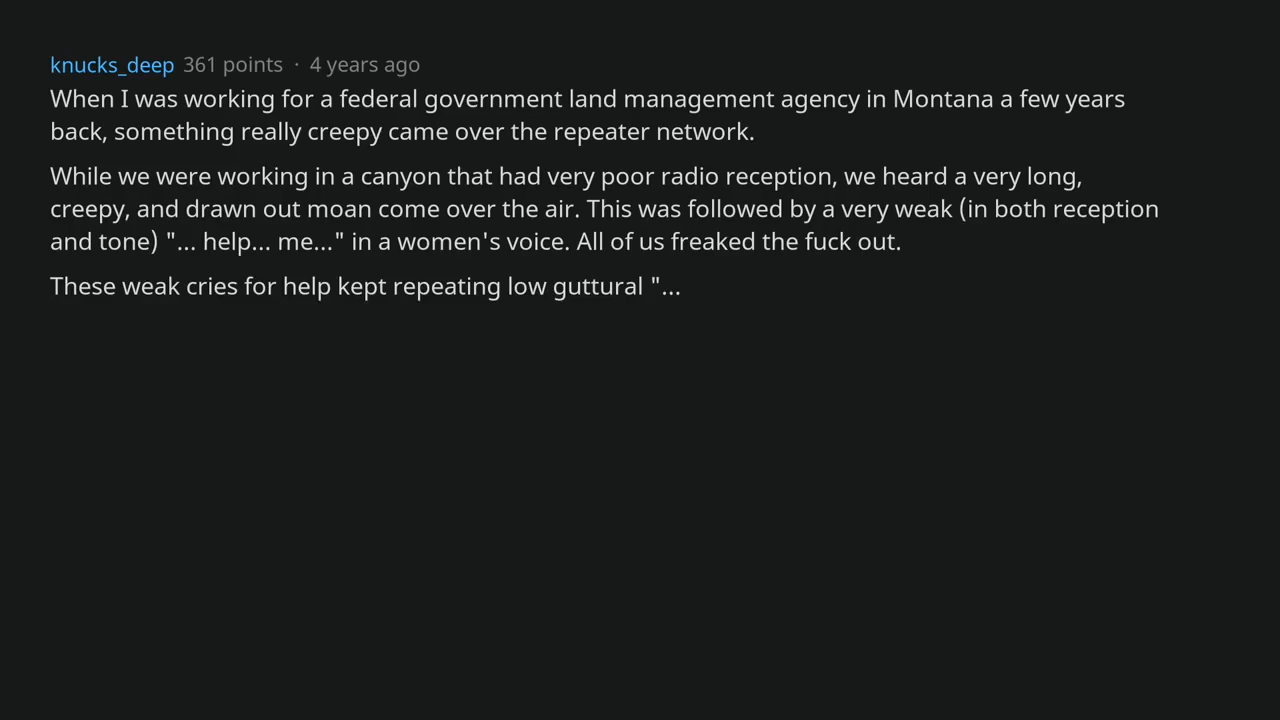 knucks_deep 361 points · 4 years ago
When I was working for a federal government land management agency in Montana a few years
back, something really creepy came over the repeater network.
While we were working in a canyon that had very poor radio reception, we heard a very long,
creepy, and drawn out moan come over the air. This was followed by a very weak (in both reception
and tone) "... help... me..." in a women's voice. All of us freaked the fuck out.
These weak cries for help kept repeating low guttural "...